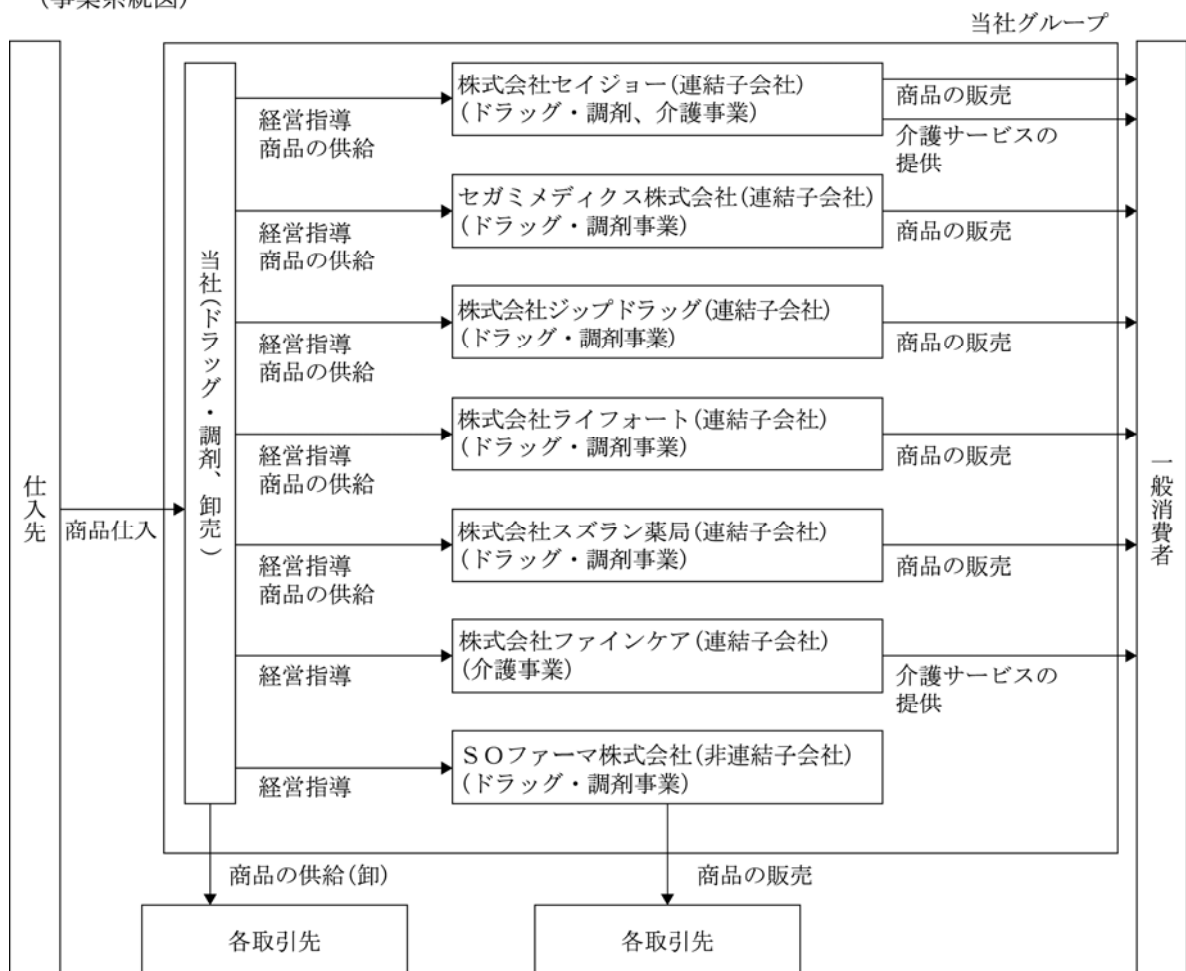 (事業系統図)
当社グループ
仕入先
商品仕入
当社(ドラッグ・調剤、卸売)
経営指導
商品の供給
株式会社セイジョー(連結子会社)
(ドラッグ・調剤、介護事業)
商品の販売
介護サービスの
提供
経営指導
商品の供給
セガミメディクス株式会社(連結子会社)
(ドラッグ・調剤事業)
商品の販売
経営指導
商品の供給
株式会社ジップドラッグ(連結子会社)
(ドラッグ・調剤事業)
商品の販売
経営指導
商品の供給
株式会社ライフォート(連結子会社)
(ドラッグ・調剤事業)
商品の販売
経営指導
商品の供給
株式会社スズラン薬局(連結子会社)
(ドラッグ・調剤事業)
商品の販売
経営指導
株式会社ファインケア(連結子会社)
(介護事業)
介護サービスの
提供
経営指導
SOファーマ株式会社(非連結子会社)
(ドラッグ・調剤事業)
一般消費者
商品の供給(卸)
商品の販売
各取引先
各取引先